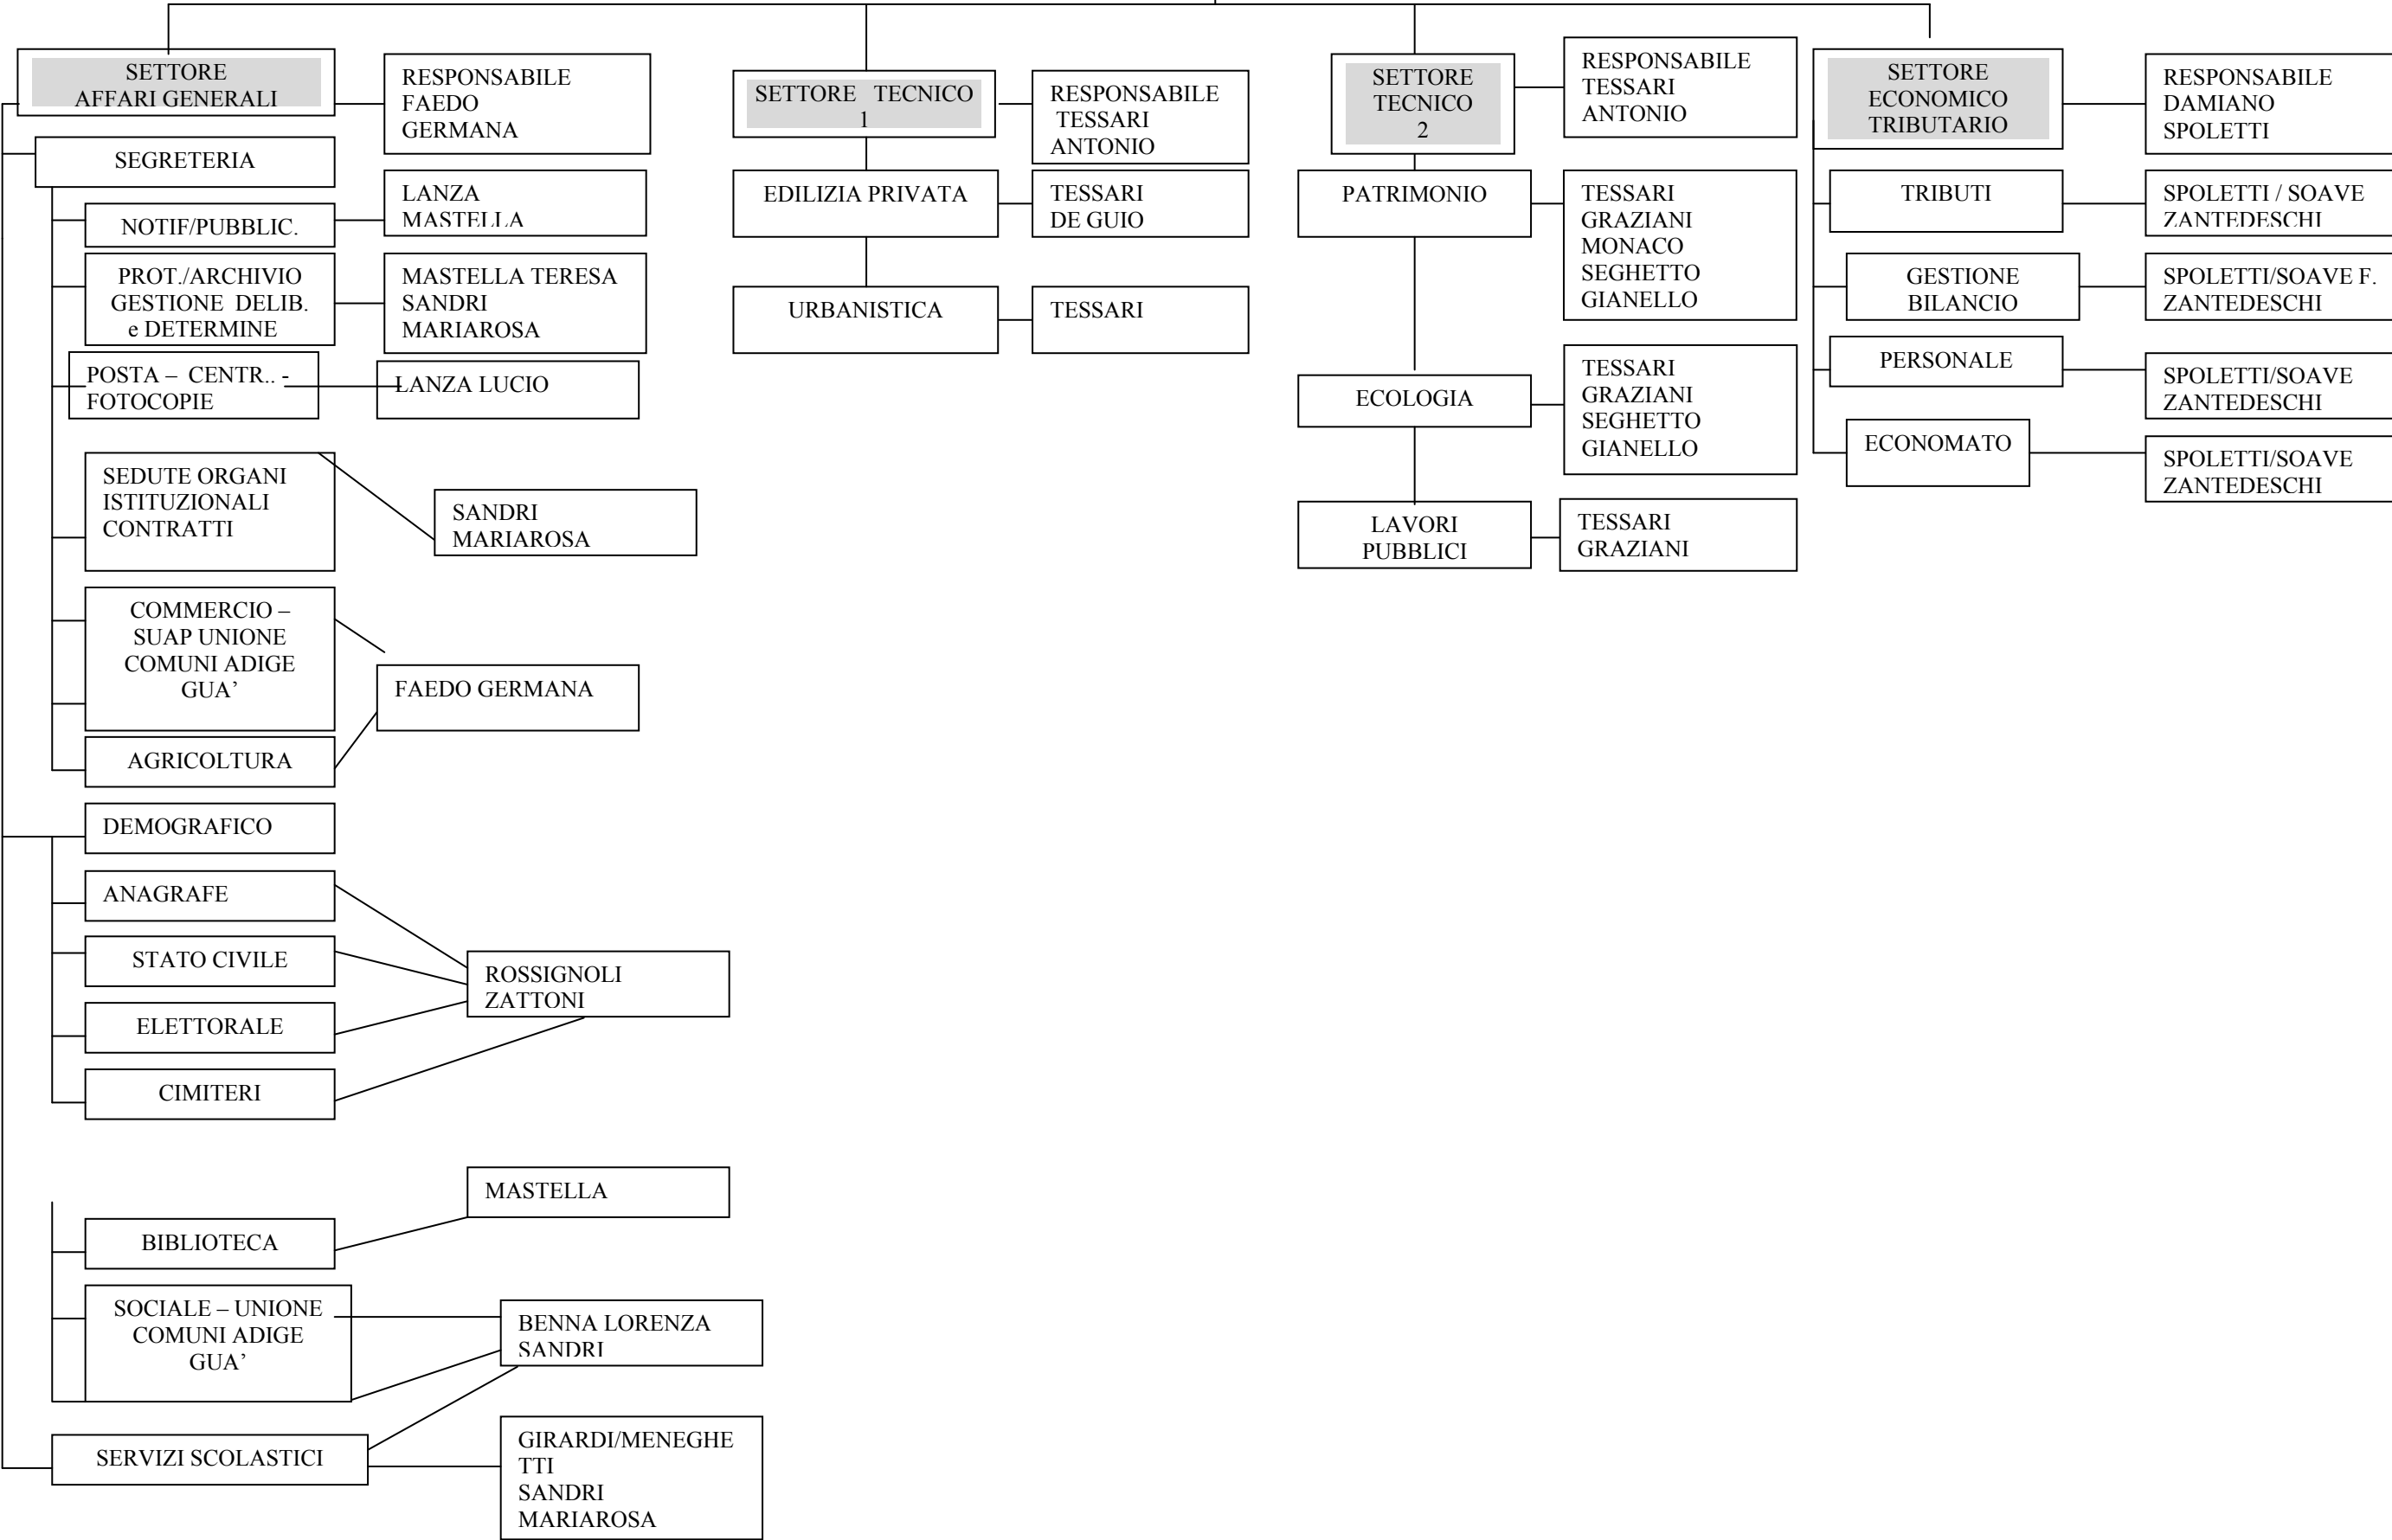 SETTORE
AFFARI GENERALI
RESPONSABILE
FAEDO
GERMANA
SEGRETERIA
NOTIF/PUBBLIC.
LANZA
MASTELLA
PROT./ARCHIVIO
GESTIONE DELIB.
e DETERMINE
MASTELLA TERESA
SANDRI
MARIAROSA
POSTA – CENTR.. -
FOTOCOPIE
LANZA LUCIO
SEDUTE ORGANI
ISTITUZIONALI
CONTRATTI
SANDRI
MARIAROSA
COMMERCIO –
SUAP UNIONE
COMUNI ADIGE
GUA’
FAEDO GERMANA
AGRICOLTURA
DEMOGRAFICO
ANAGRAFE
STATO CIVILE
ELETTORALE
CIMITERI
ROSSIGNOLI
ZATTONI
MASTELLA
BIBLIOTECA
SOCIALE – UNIONE
COMUNI ADIGE
GUA’
BENNA LORENZA
SANDRI
SERVIZI SCOLASTICI
GIRARDI/MENEGHE
TTI
SANDRI
MARIAROSA
SETTORE TECNICO
1
RESPONSABILE
TESSARI
ANTONIO
EDILIZIA PRIVATA
TESSARI
DE GUIO
URBANISTICA
TESSARI
SETTORE
TECNICO
2
RESPONSABILE
TESSARI
ANTONIO
PATRIMONIO
TESSARI
GRAZIANI
MONACO
SEGHETTO
GIANELLO
ECOLOGIA
TESSARI
GRAZIANI
SEGHETTO
GIANELLO
LAVORI
PUBBLICI
TESSARI
GRAZIANI
SETTORE
ECONOMICO
TRIBUTARIO
RESPONSABILE
DAMIANO
SPOLETTI
TRIBUTI
SPOLETTI / SOAVE
ZANTEDESCHI
GESTIONE
BILANCIO
SPOLETTI/SOAVE F.
ZANTEDESCHI
PERSONALE
SPOLETTI/SOAVE
ZANTEDESCHI
ECONOMATO
SPOLETTI/SOAVE
ZANTEDESCHI